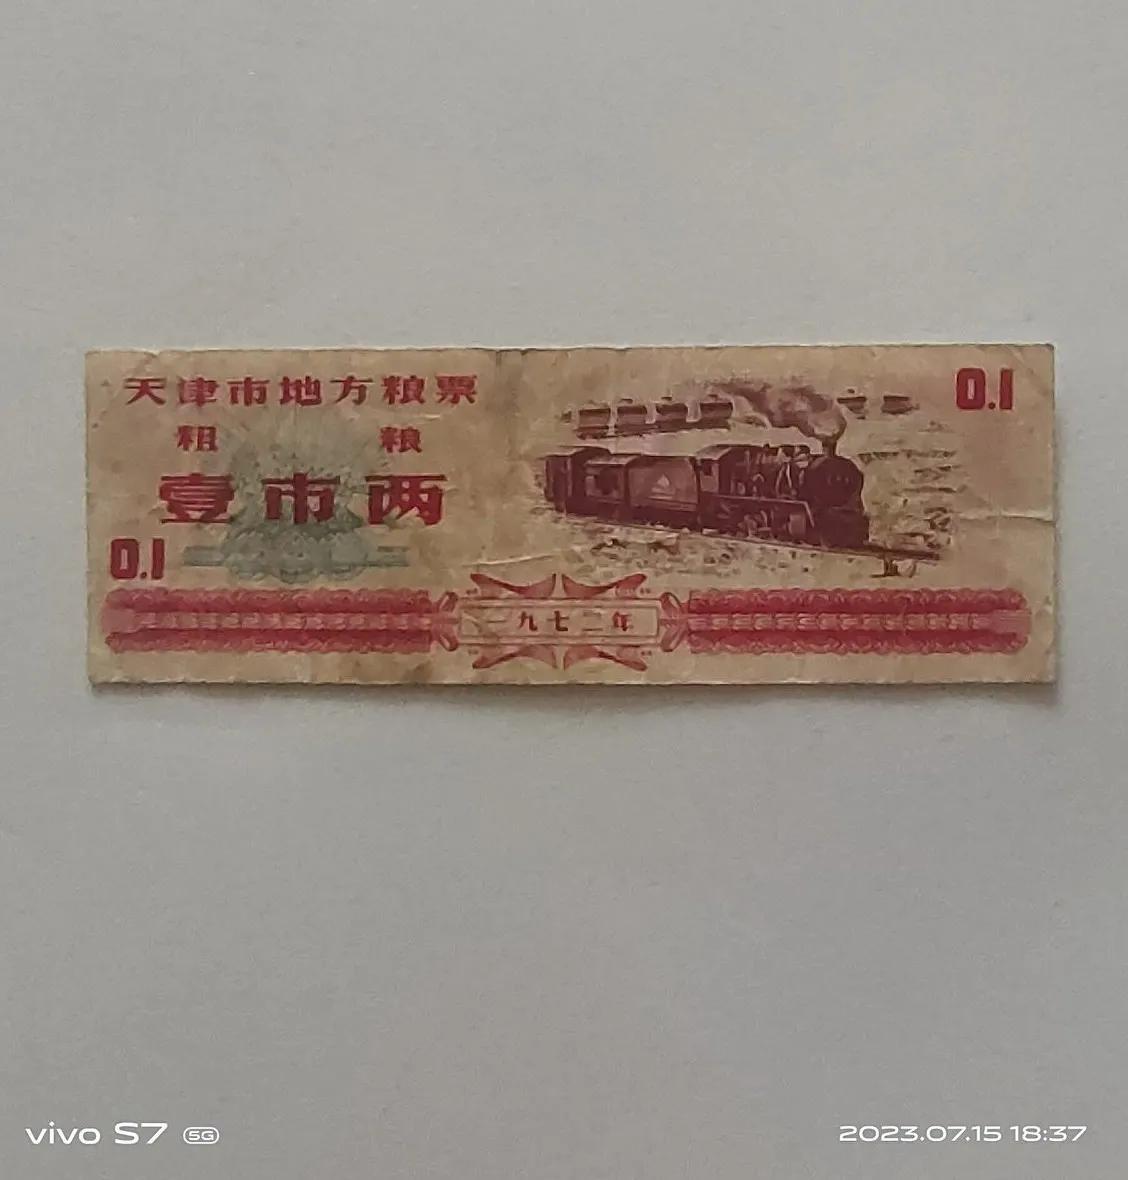 天津市地方粮票
0.1
粗粮
壹市两
0.1
一九七二年
vivo S7 5G
2023.07.15 18:37